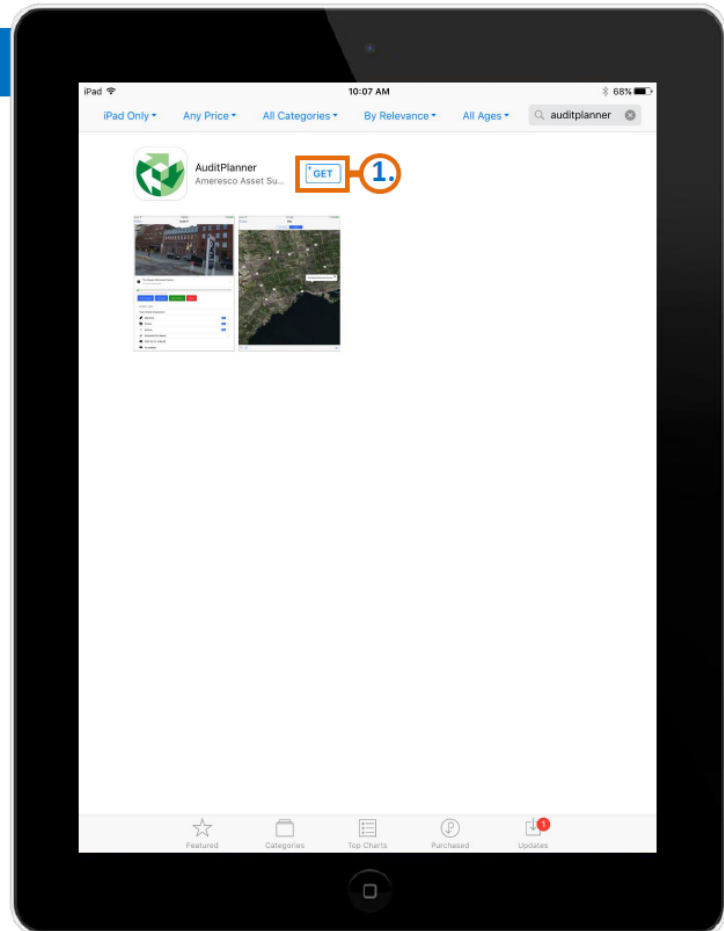 iPad 10:07 AM 68%
iPad Only Any Price All Categories By Relevance All Ages auditplanner
AuditPlanner
Ameresco Asset Su...
+GET
1.
Featured Categories Top Charts Purchased Updates
1